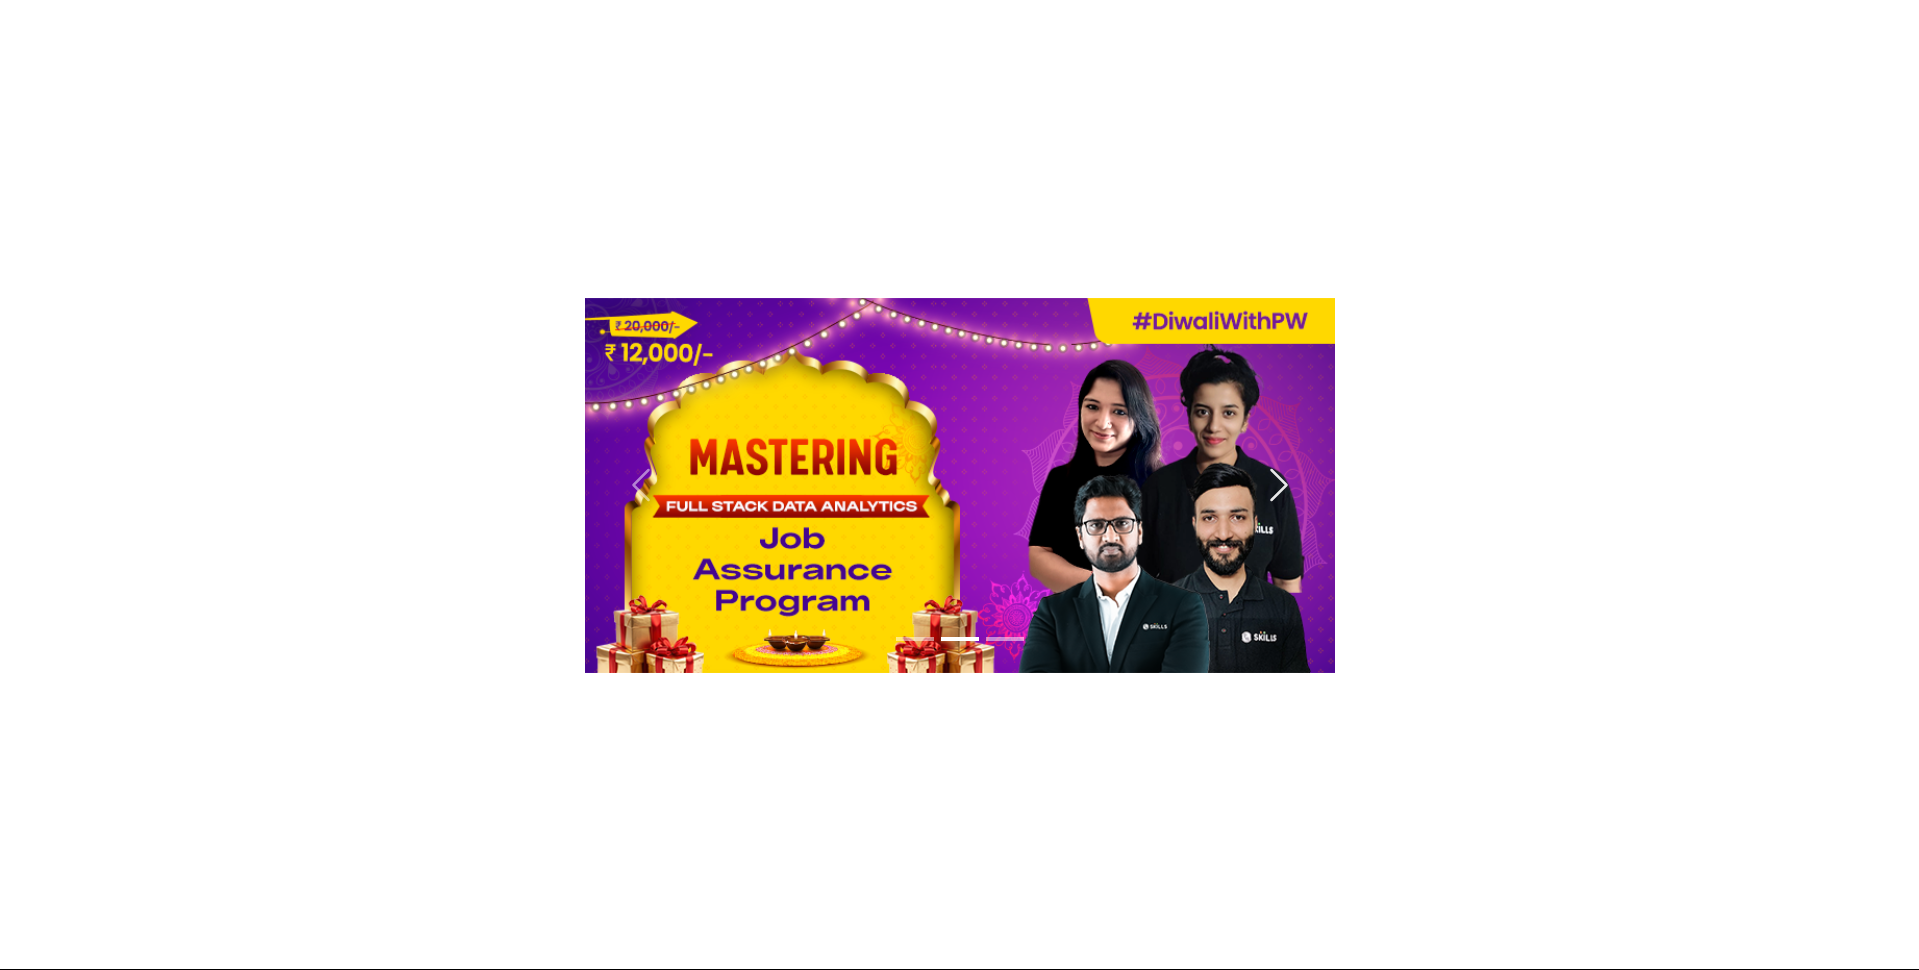 ₹ 20,000/-
₹ 12,000/-
#DiwaliWithPW
MASTERING
FULL STACK DATA ANALYTICS
Job
Assurance
Program
SKILLS
SKILLS